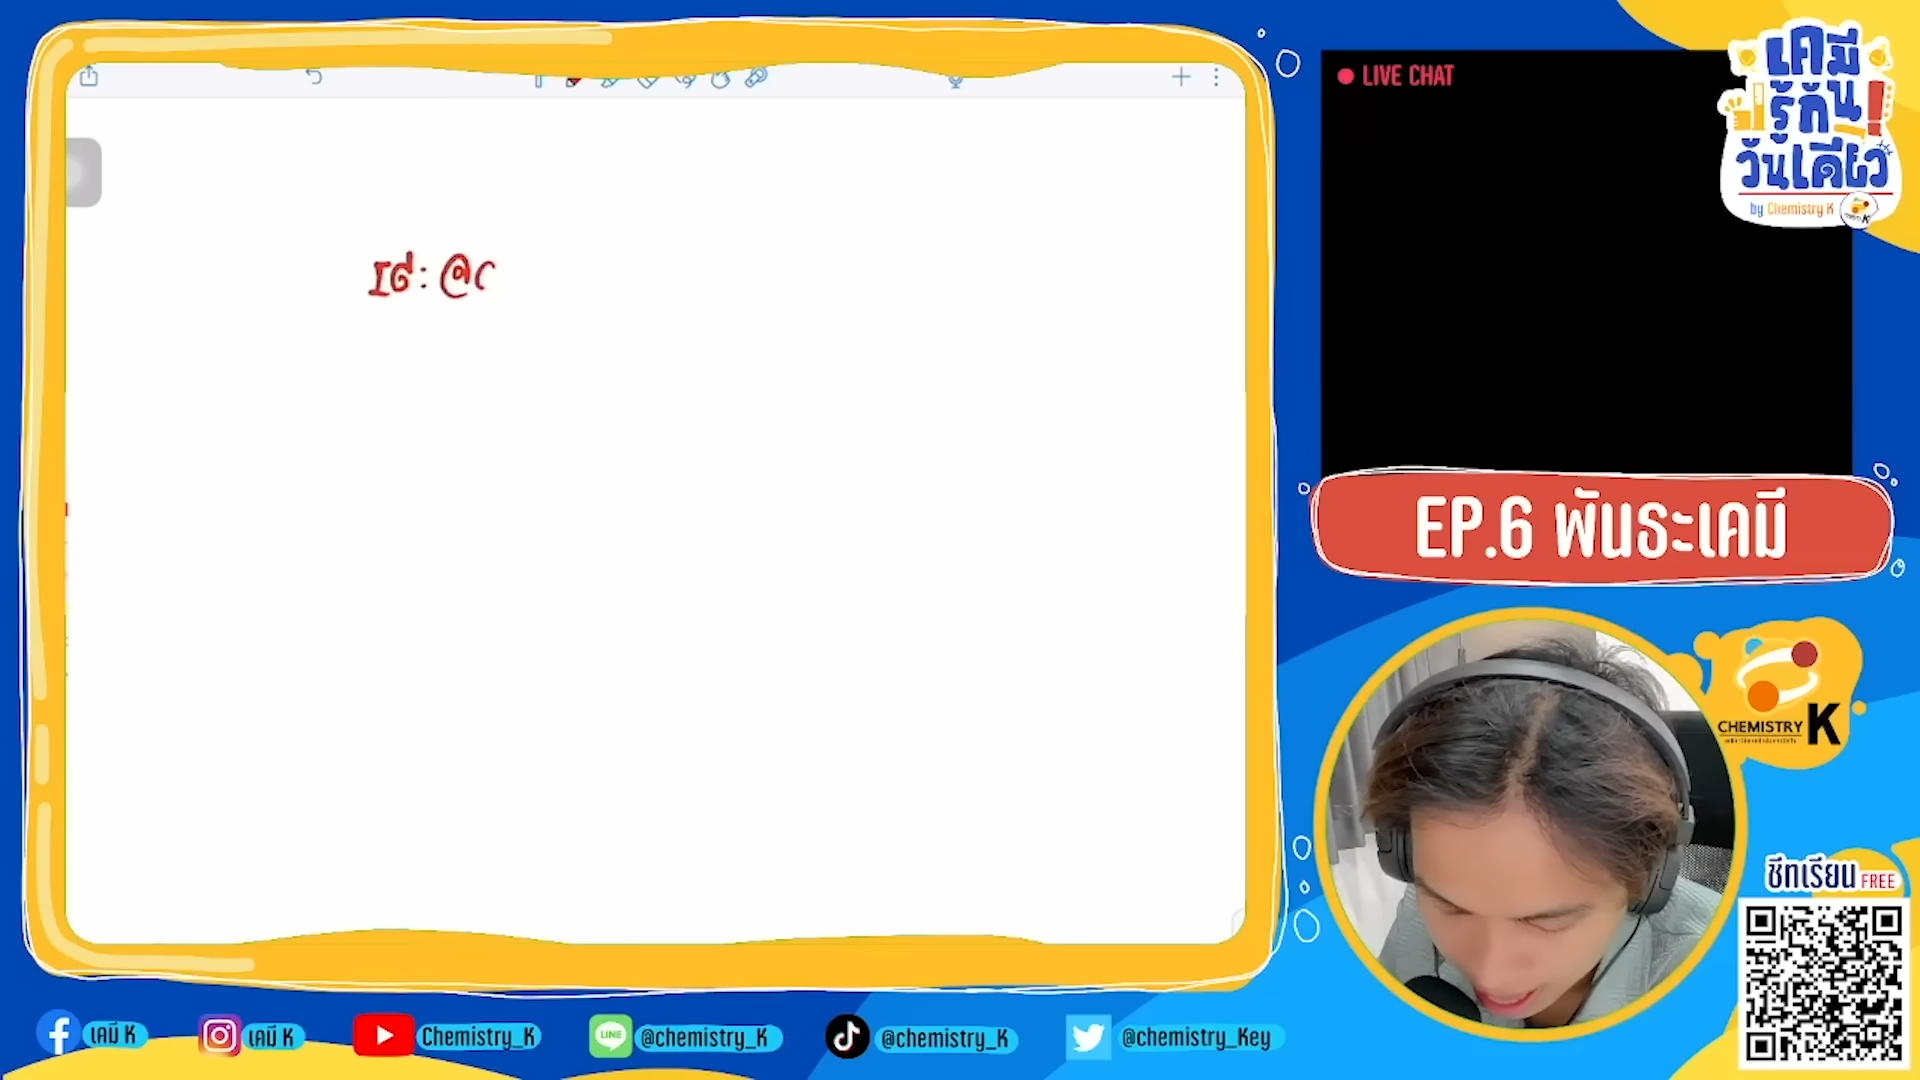 Id: @c
LIVE CHAT
เคมี
รู้กัน!
วันเดียว
by Chemistry K
EP.6 พันธะเคมี
CHEMISTRY K
ชีทเรียน FREE
เคมี K
เคมี K
Chemistry_K
LINE
@chemistry_K
@chemistry_K
@chemistry_Key